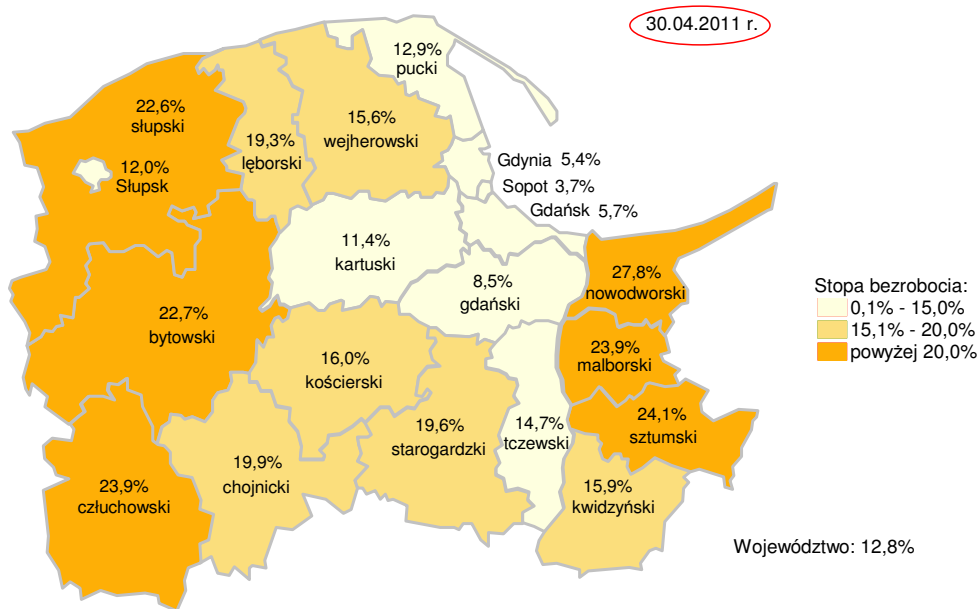 30.04.2011 r.
12,9%
pucki
22,6%
słupski
19,3%
lęborski
15,6%
wejherowski
12,0%
Słupsk
Gdynia 5,4%
Sopot 3,7%
Gdańsk 5,7%
11,4%
kartuski
8,5%
gdański
27,8%
nowodworski
Stopa bezrobocia:
0,1% - 15,0%
15,1% - 20,0%
powyżej 20,0%
22,7%
bytowski
16,0%
kościerski
23,9%
malborski
19,6%
starogardzki
14,7%
tczewski
24,1%
sztumski
19,9%
chojnicki
23,9%
człuchowski
15,9%
kwidzyński
Województwo: 12,8%